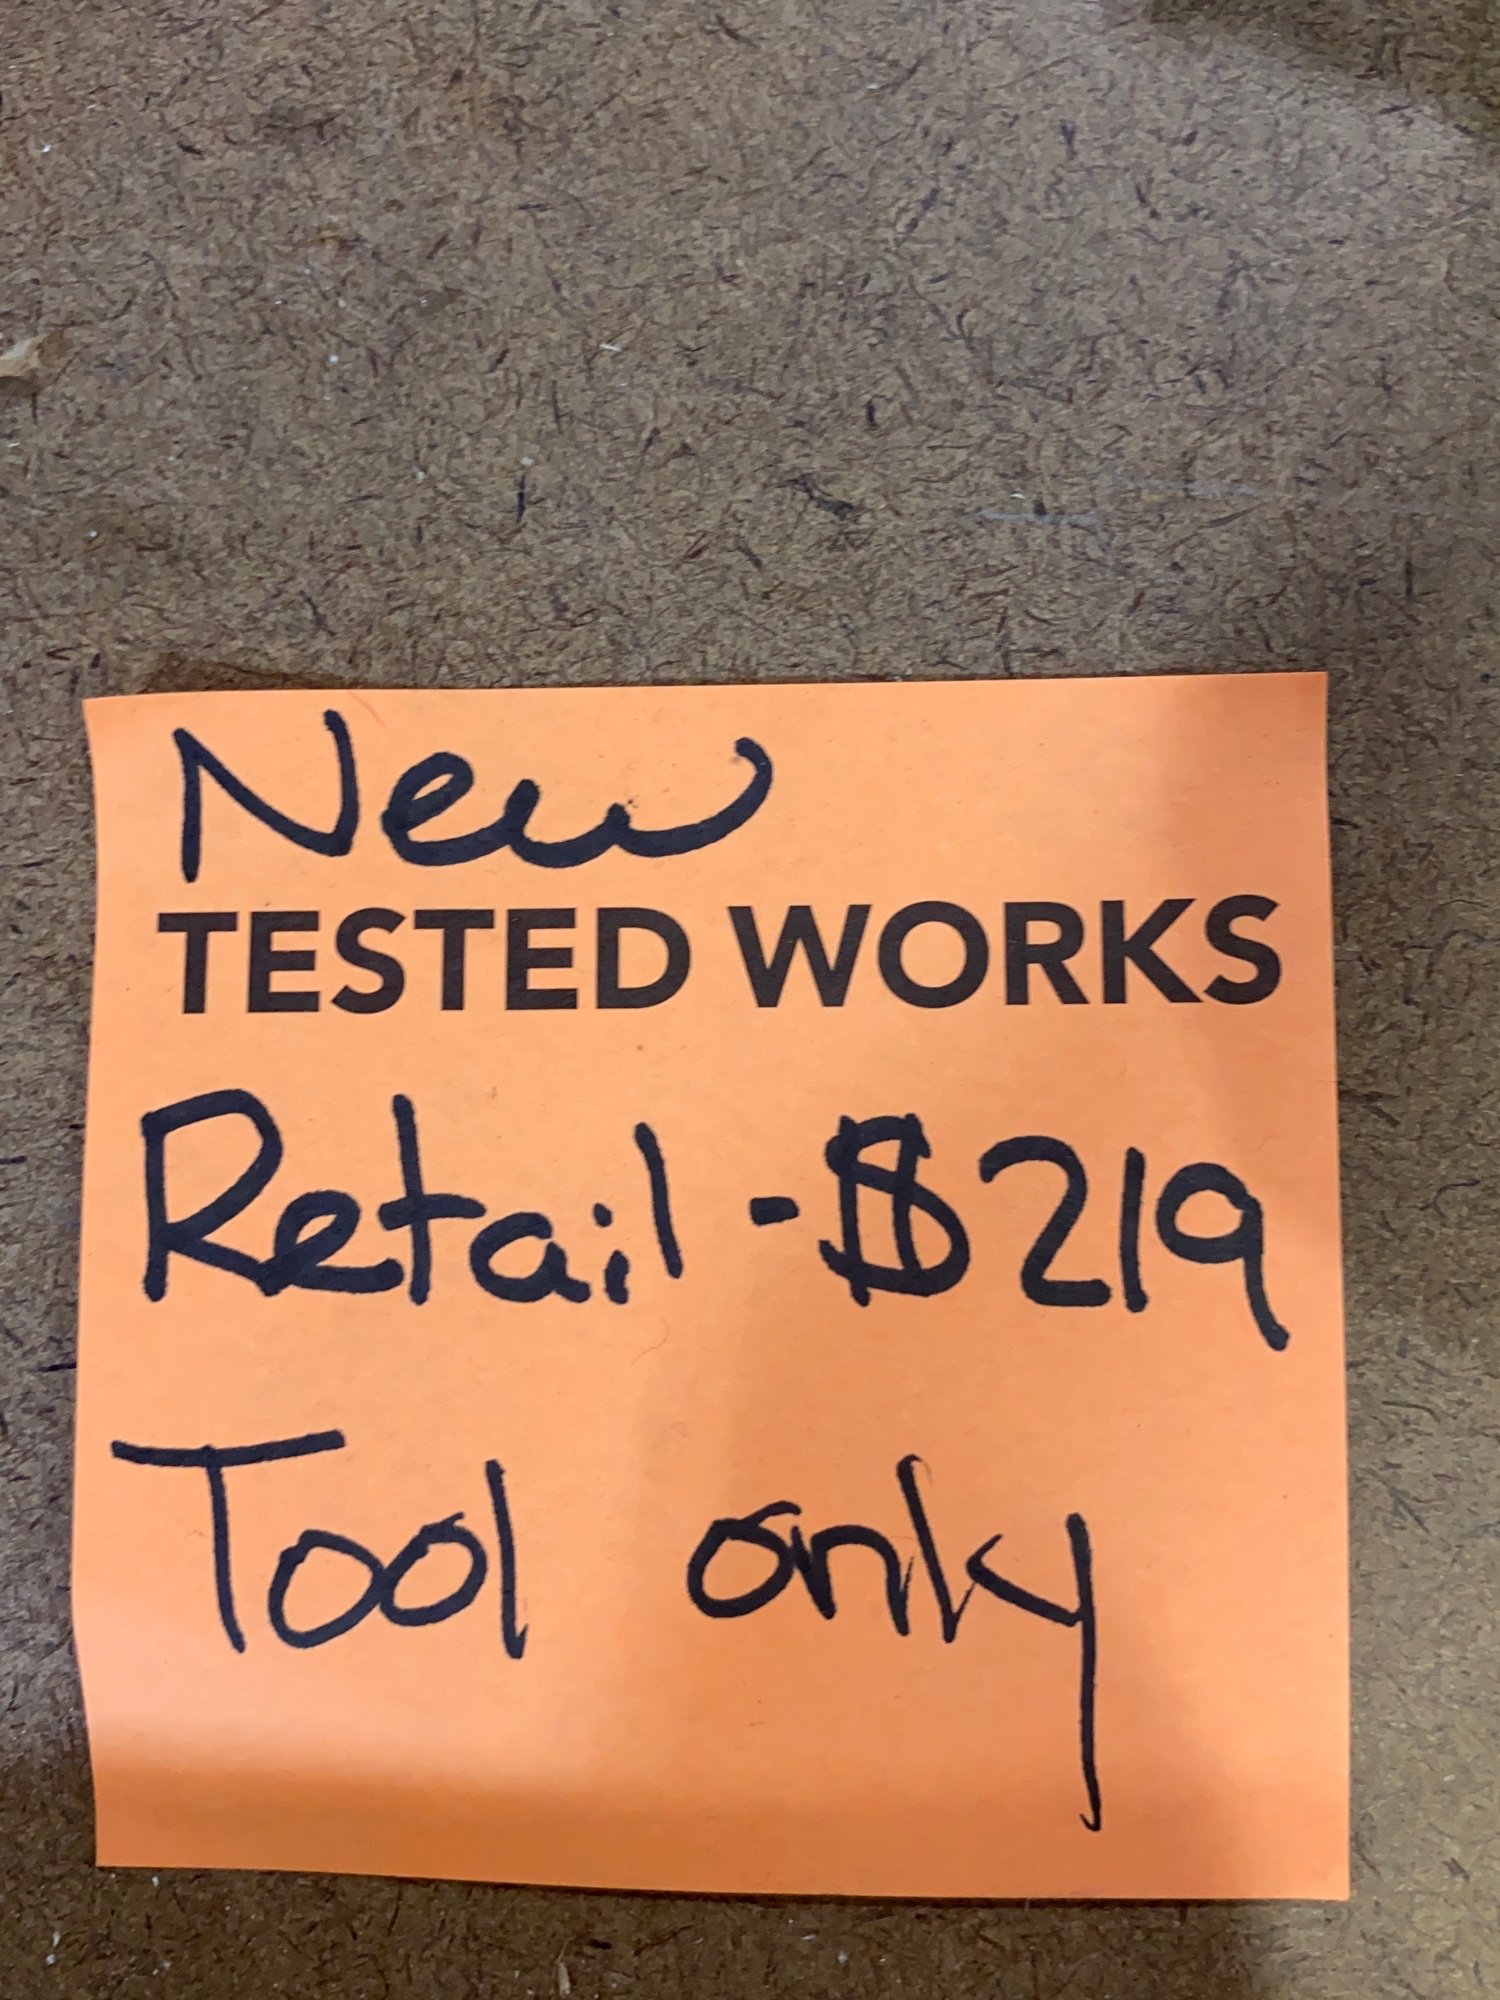 New
TESTED WORKS
Retail - $219
Tool only